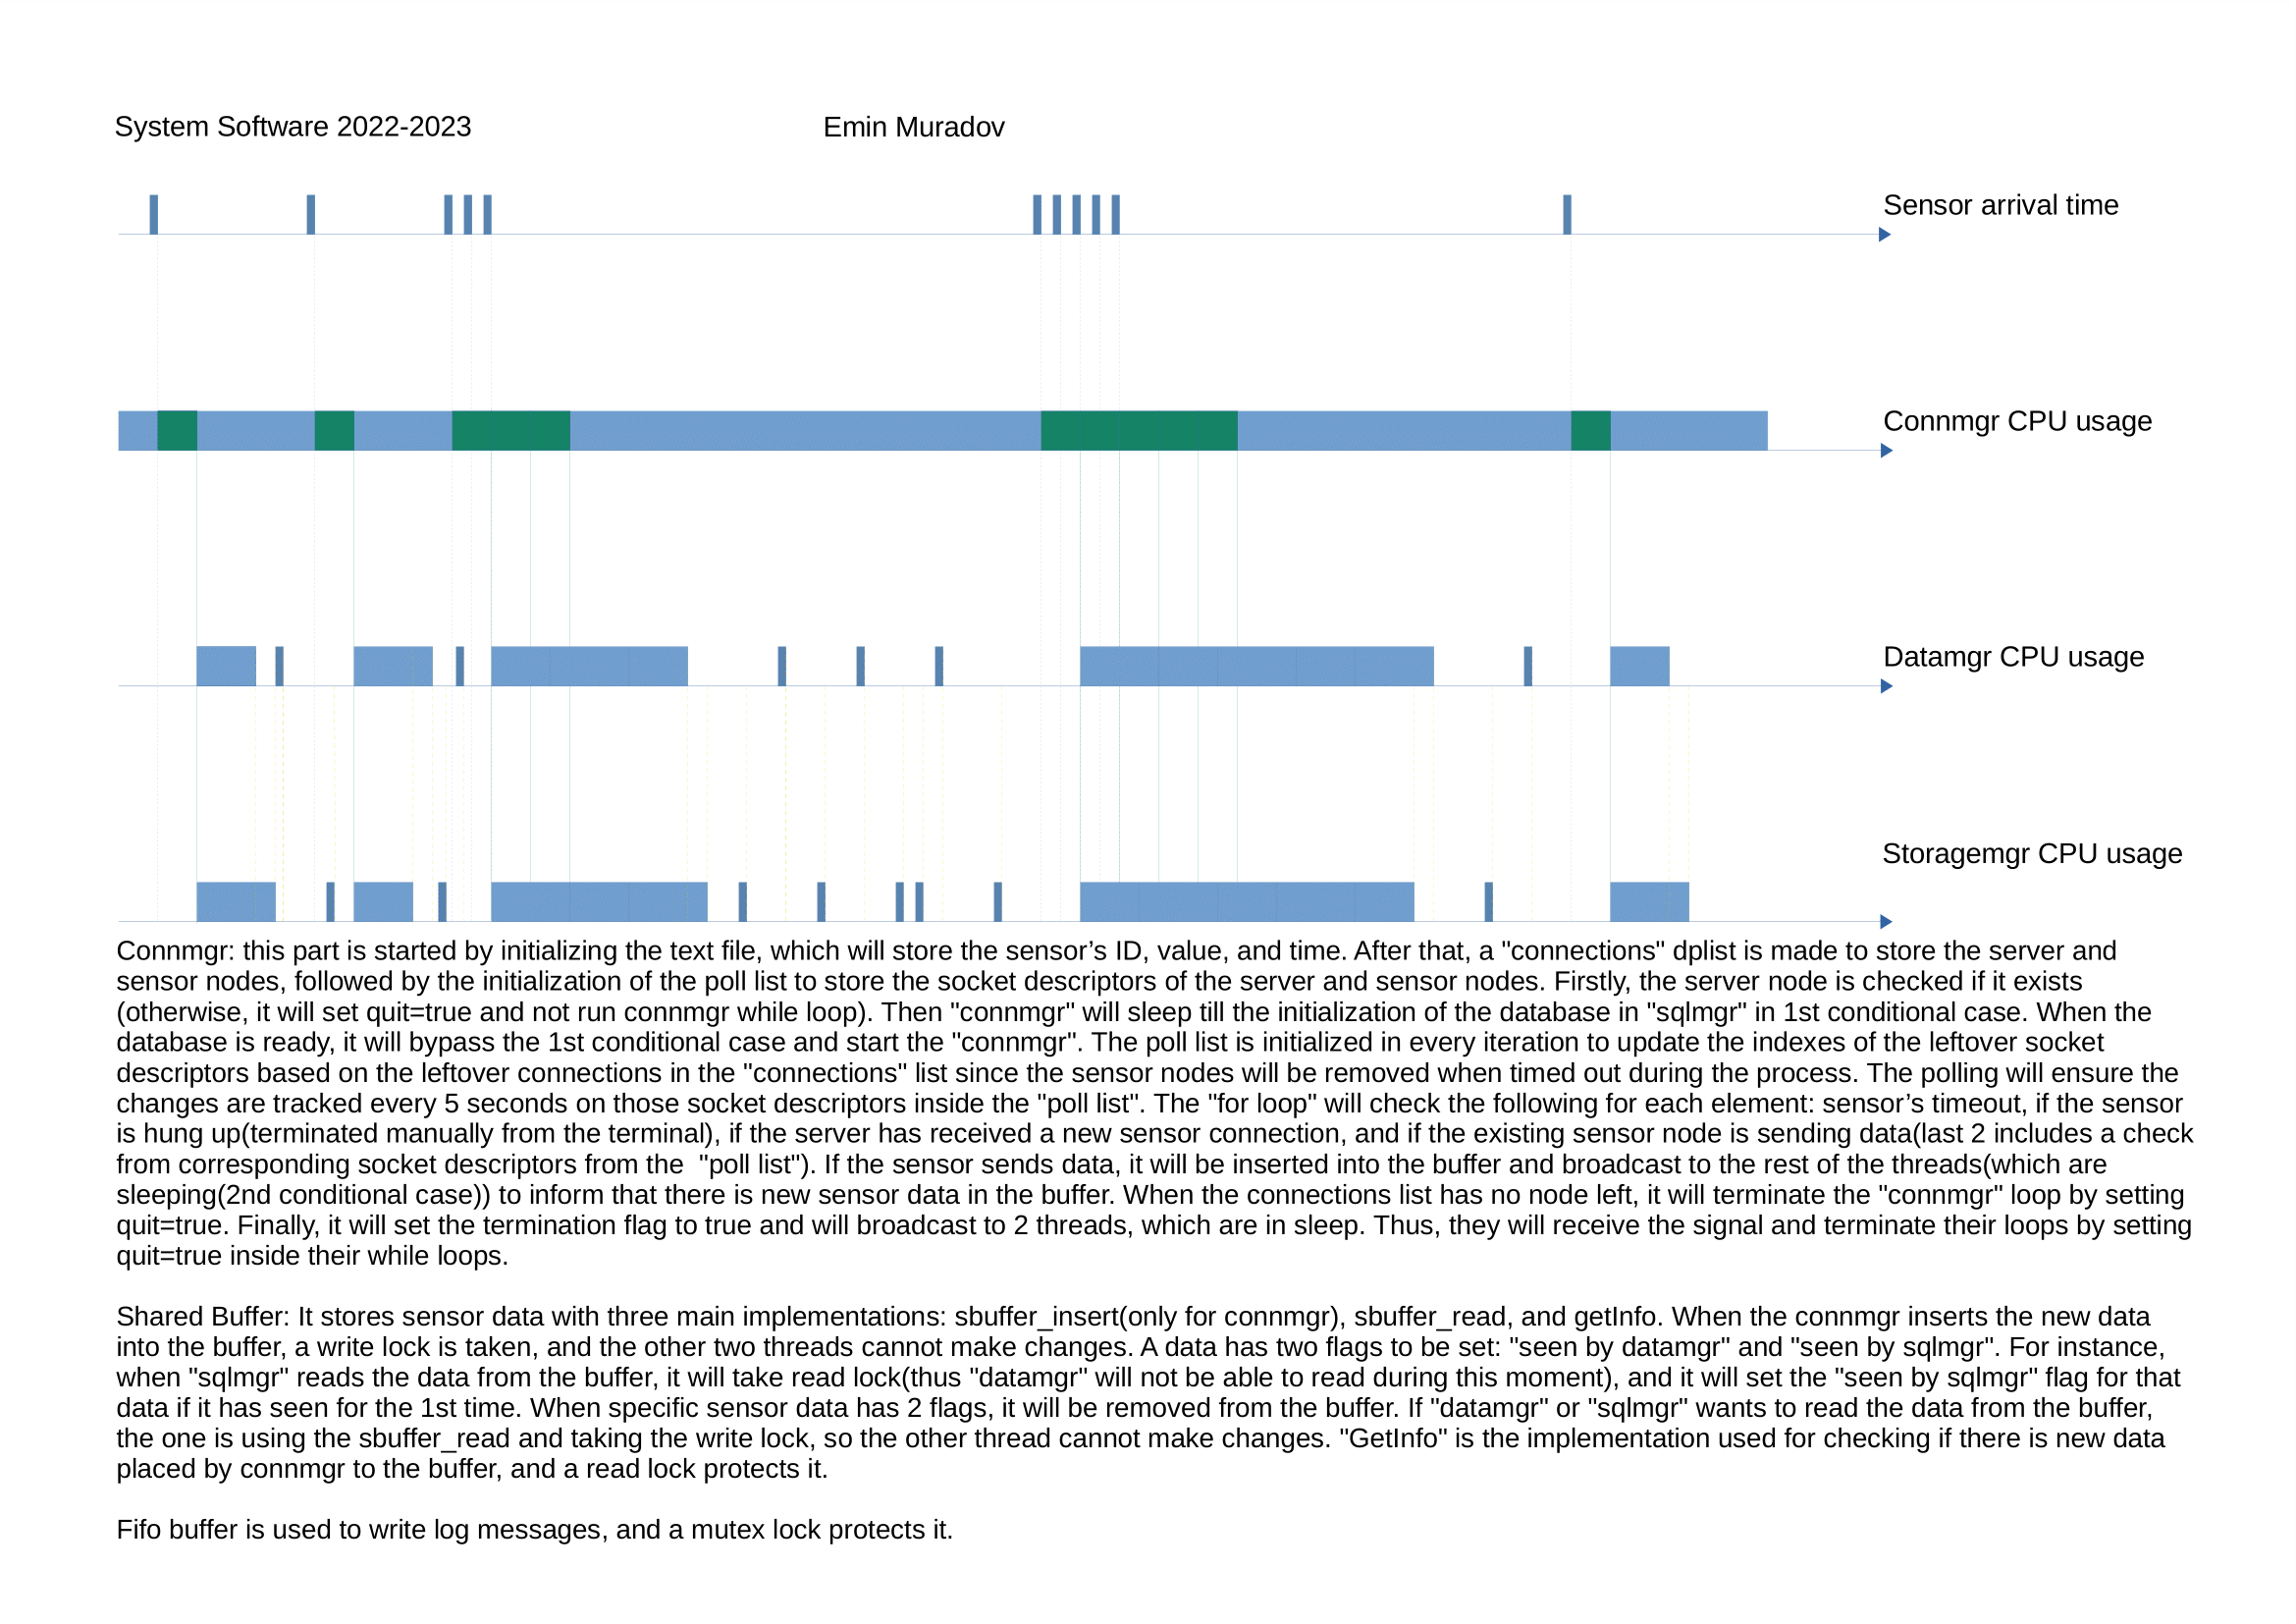 System Software 2022-2023 Emin Muradov
Sensor arrival time
Connmgr CPU usage
Datamgr CPU usage
Storagemgr CPU usage
Connmgr: this part is started by initializing the text file, which will store the sensor’s ID, value, and time. After that, a "connections" dplist is made to store the server and
sensor nodes, followed by the initialization of the poll list to store the socket descriptors of the server and sensor nodes. Firstly, the server node is checked if it exists
(otherwise, it will set quit=true and not run connmgr while loop). Then "connmgr" will sleep till the initialization of the database in "sqlmgr" in 1st conditional case. When the
database is ready, it will bypass the 1st conditional case and start the "connmgr". The poll list is initialized in every iteration to update the indexes of the leftover socket
descriptors based on the leftover connections in the "connections" list since the sensor nodes will be removed when timed out during the process. The polling will ensure the
changes are tracked every 5 seconds on those socket descriptors inside the "poll list". The "for loop" will check the following for each element: sensor’s timeout, if the sensor
is hung up(terminated manually from the terminal), if the server has received a new sensor connection, and if the existing sensor node is sending data(last 2 includes a check
from corresponding socket descriptors from the  "poll list"). If the sensor sends data, it will be inserted into the buffer and broadcast to the rest of the threads(which are
sleeping(2nd conditional case)) to inform that there is new sensor data in the buffer. When the connections list has no node left, it will terminate the "connmgr" loop by setting
quit=true. Finally, it will set the termination flag to true and will broadcast to 2 threads, which are in sleep. Thus, they will receive the signal and terminate their loops by setting
quit=true inside their while loops.
Shared Buffer: It stores sensor data with three main implementations: sbuffer_insert(only for connmgr), sbuffer_read, and getInfo. When the connmgr inserts the new data
into the buffer, a write lock is taken, and the other two threads cannot make changes. A data has two flags to be set: "seen by datamgr" and "seen by sqlmgr". For instance,
when "sqlmgr" reads the data from the buffer, it will take read lock(thus "datamgr" will not be able to read during this moment), and it will set the "seen by sqlmgr" flag for that
data if it has seen for the 1st time. When specific sensor data has 2 flags, it will be removed from the buffer. If "datamgr" or "sqlmgr" wants to read the data from the buffer,
the one is using the sbuffer_read and taking the write lock, so the other thread cannot make changes. "GetInfo" is the implementation used for checking if there is new data
placed by connmgr to the buffer, and a read lock protects it.
Fifo buffer is used to write log messages, and a mutex lock protects it.